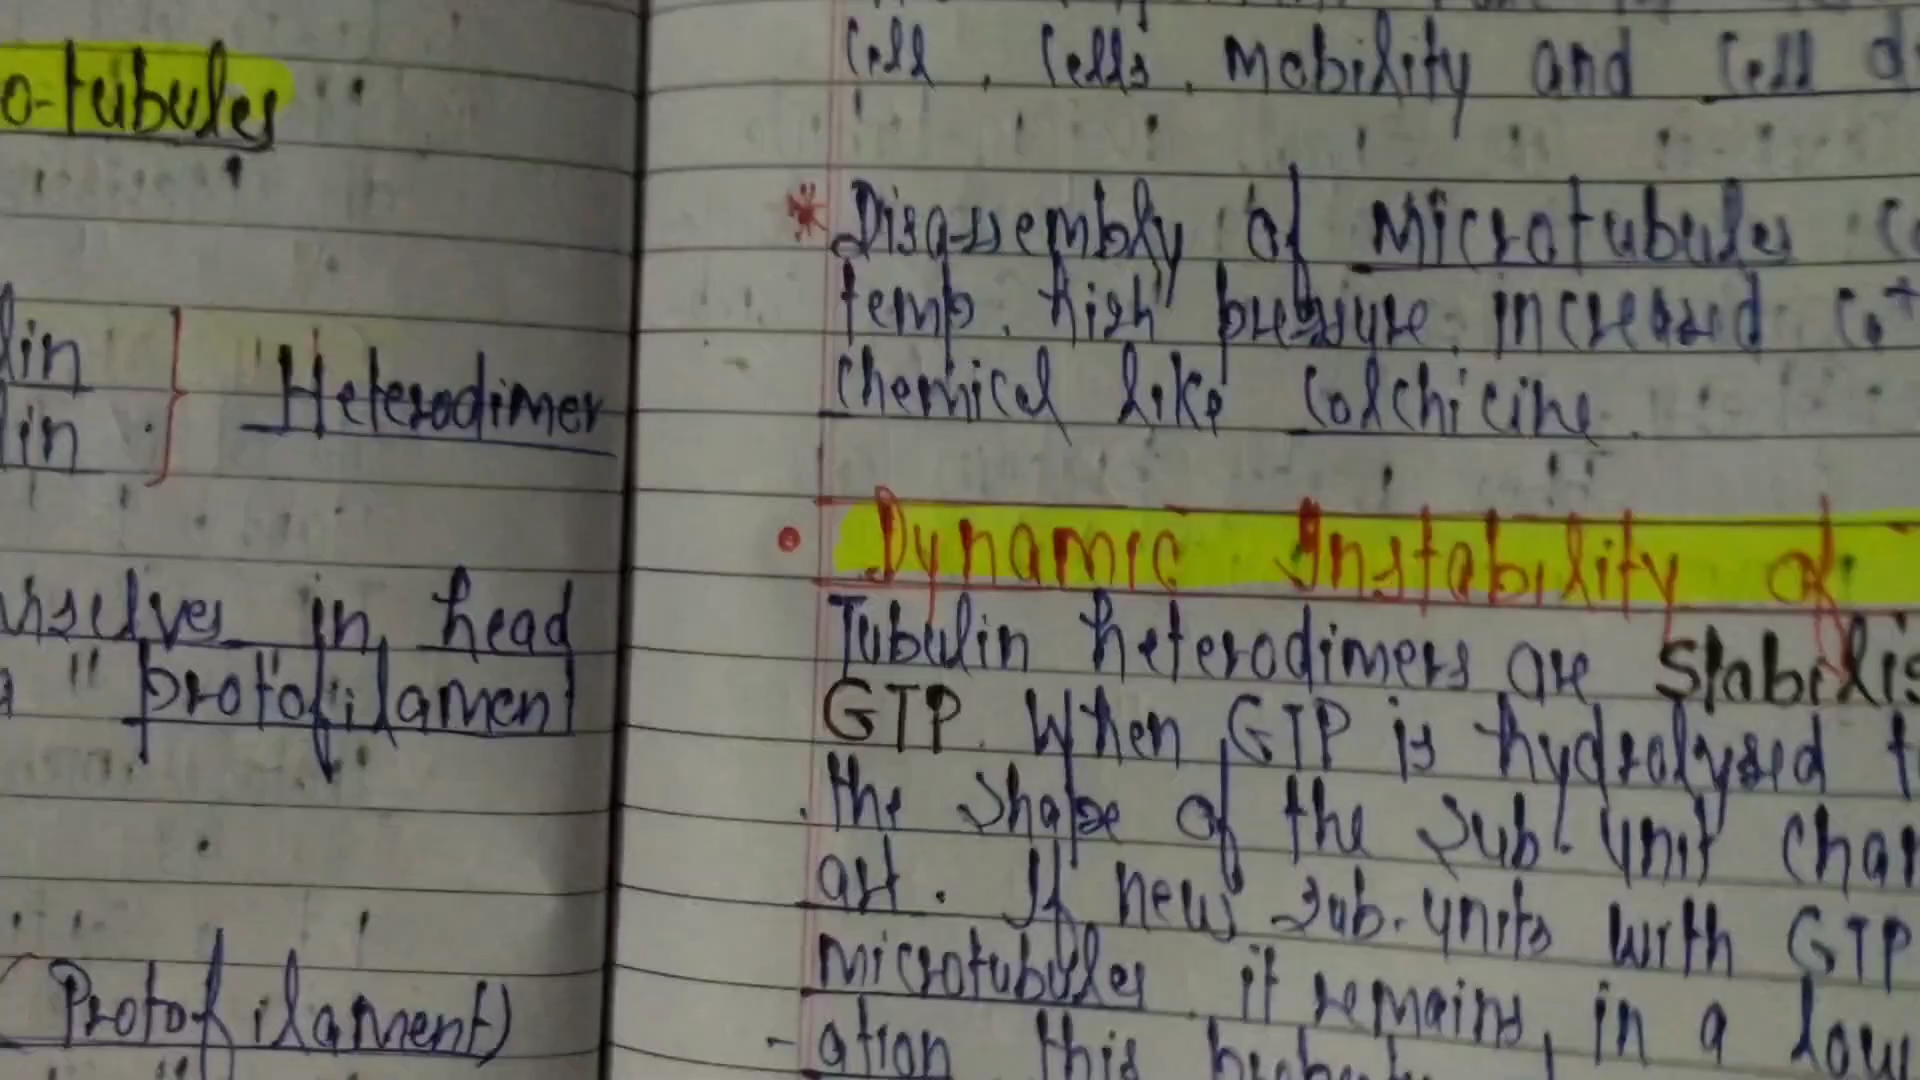 o-tubules
lin
lin
Heterodimer
mselves in head
" protofilament
(Protofilament)
cell, cells, mobility and cell d
* Disassembly of Microtubules c
temp, high pressure, increased Ca+
chemical like colchicine.
Dynamic Instability of
Tubulin heterodimers are Stabilis
GTP. When GTP is hydrolysed t
the shape of the sub-unit chan
art. If new sub-units with GTP
microtubules it remains, in a low
ation this